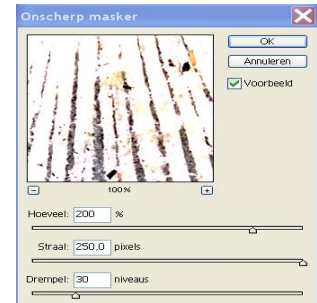 Onscherp masker
OK
Annuleren
Voorbeeld
100%
Hoeveel: 200 %
Straal: 250,0 pixels
Drempel: 30 niveaus